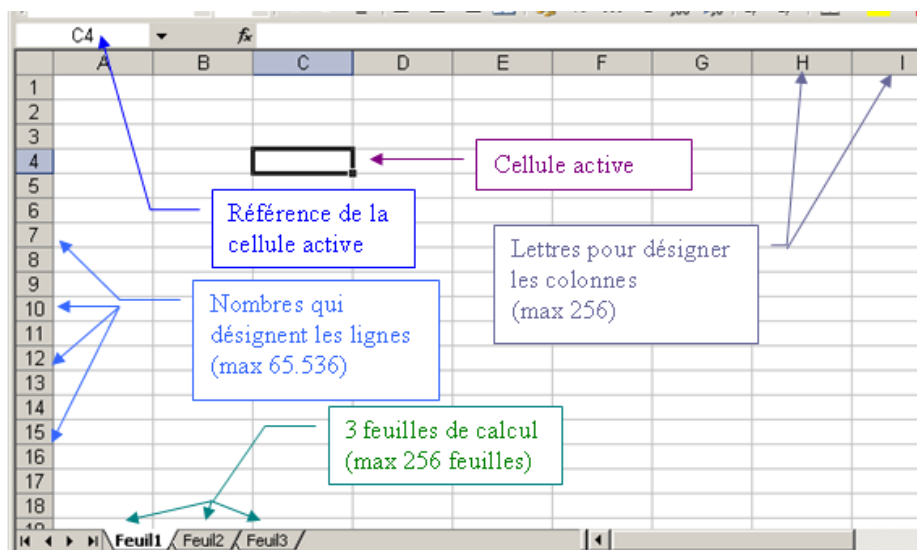 C4 fx
A B C D E F G H I
1
2
3
4
Cellule active
5
6
Référence de la
cellule active
7
Lettres pour désigner
les colonnes
(max 256)
8
9
Nombres qui
désignent les lignes
(max 65.536)
10
11
12
13
14
3 feuilles de calcul
(max 256 feuilles)
15
16
17
18
Feuil1 Feuil2 Feuil3